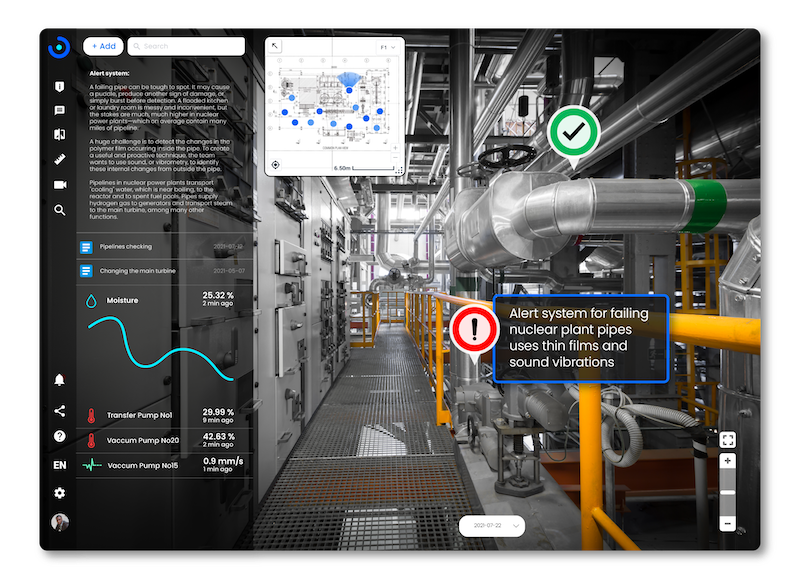 + Add
Search
Alert system:
A failing pipe can be tough to spot. It may cause
a puddle, produce another sign of damage, or
simply burst before detection. A flooded kitchen
or laundry room is messy and inconvenient, but
the stakes are much, much higher in nuclear
power plants—which on average contain many
miles of pipeline.
A huge challenge is to detect the changes in the
polymer film occurring inside the pipe. To create
a useful and proactive technique, the team
wants to use sound, or vibrometry, to identify
these internal changes from outside the pipe.
Pipelines in nuclear power plants transport
'cooling' water, which is near boiling, to the
reactor and to spent fuel pools. Pipes supply
hydrogen gas to generators and transport steam
to the main turbine, among many other
functions.
Pipelines checking 2021-07-12
Changing the main turbine 2021-05-07
Moisture 25.32 %
2 min ago
Transfer Pump No1 29.99 %
9 min ago
Vaccum Pump No20 42.63 %
2 min ago
Vaccum Pump No15 0.9 mm/s
1 min ago
EN
F1
6.50m
Alert system for failing
nuclear plant pipes
uses thin films and
sound vibrations
2021-07-22